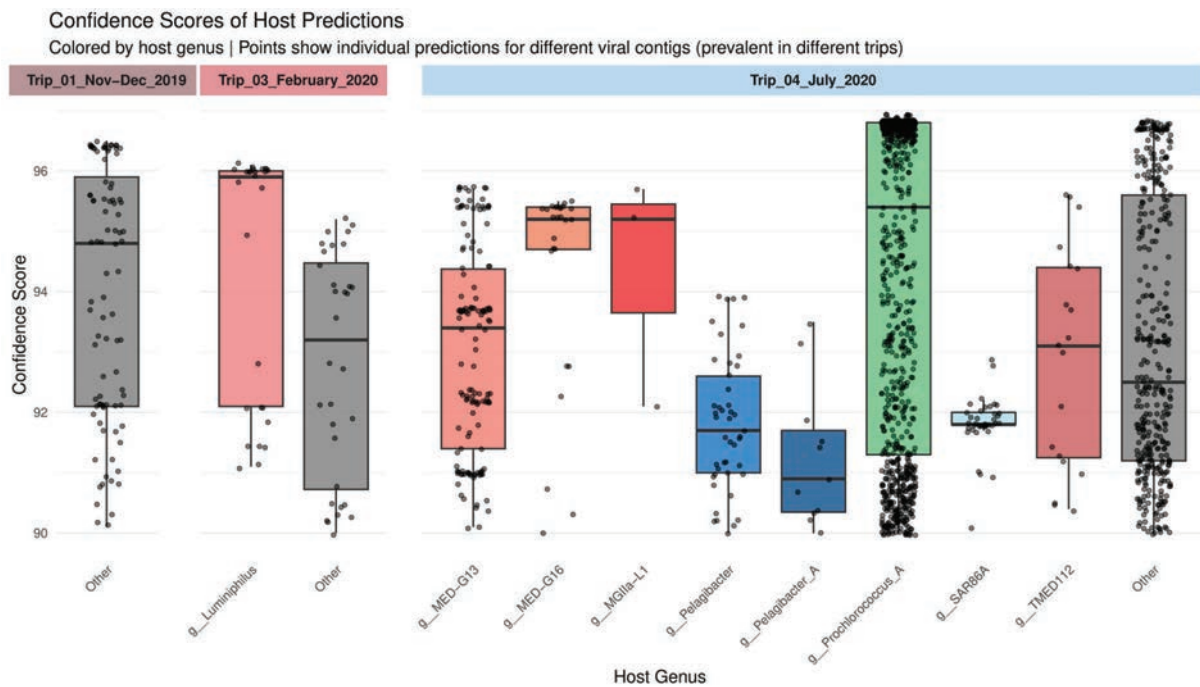 Confidence Scores of Host Predictions
Colored by host genus | Points show individual predictions for different viral contigs (prevalent in different trips)
Trip_01_Nov-Dec_2019
Trip_03_February_2020
Trip_04_July_2020
Confidence Score
96
94
92
90
Other
g__Luminiphilus
Other
g__MED-G13
g__MED-G16
g__MGIIa-L1
g__Pelagibacter
g__Pelagibacter_A
g__Prochlorococcus_A
g__SAR86A
g__TMED112
Other
Host Genus